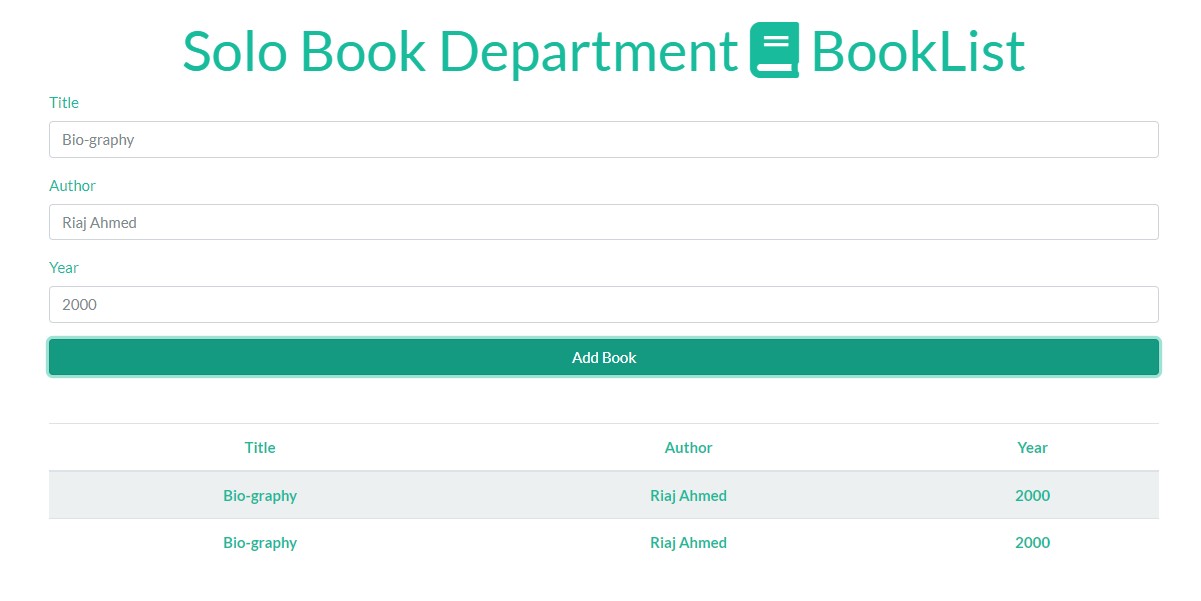 Solo Book Department BookList
Title
Bio-graphy
Author
Riaj Ahmed
Year
2000
Add Book
Title Author Year
Bio-graphy Riaj Ahmed 2000
Bio-graphy Riaj Ahmed 2000